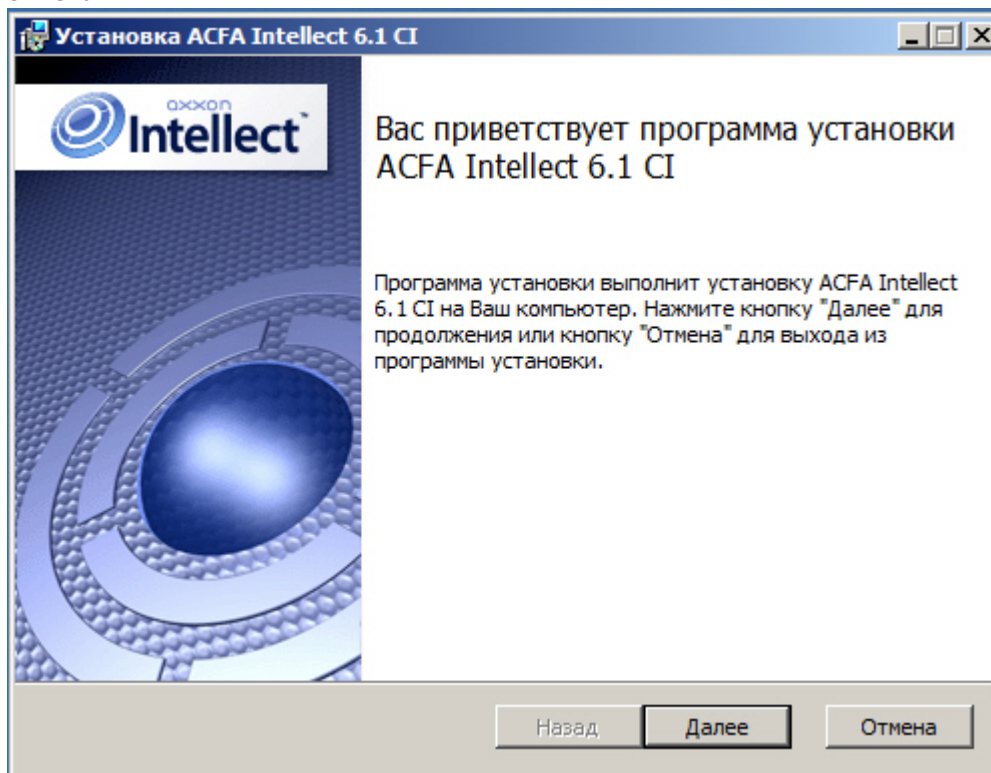 Установка ACFA Intellect 6.1 CI
axxon
Intellect™
Вас приветствует программа установки
ACFA Intellect 6.1 CI
Программа установки выполнит установку ACFA Intellect
6.1 CI на Ваш компьютер. Нажмите кнопку "Далее" для
продолжения или кнопку "Отмена" для выхода из
программы установки.
Назад Далее Отмена